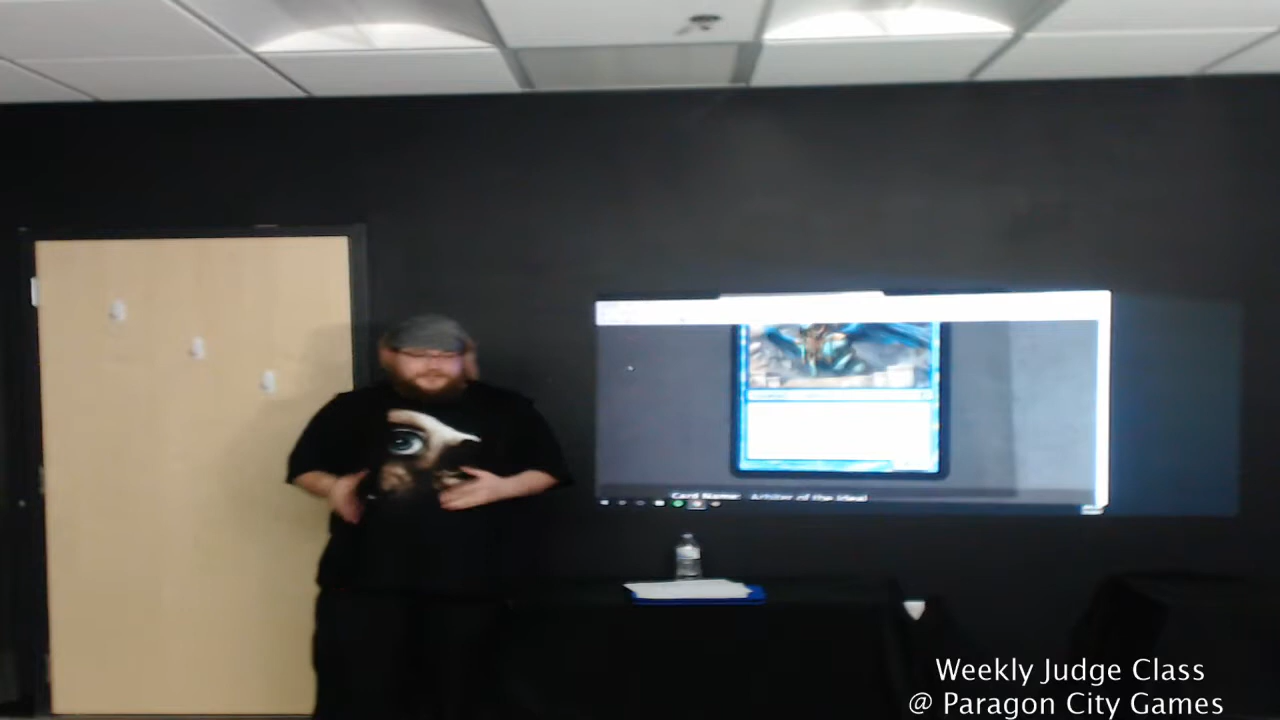 Card Name: Arbiter of the Ideal
Weekly Judge Class
@ Paragon City Games